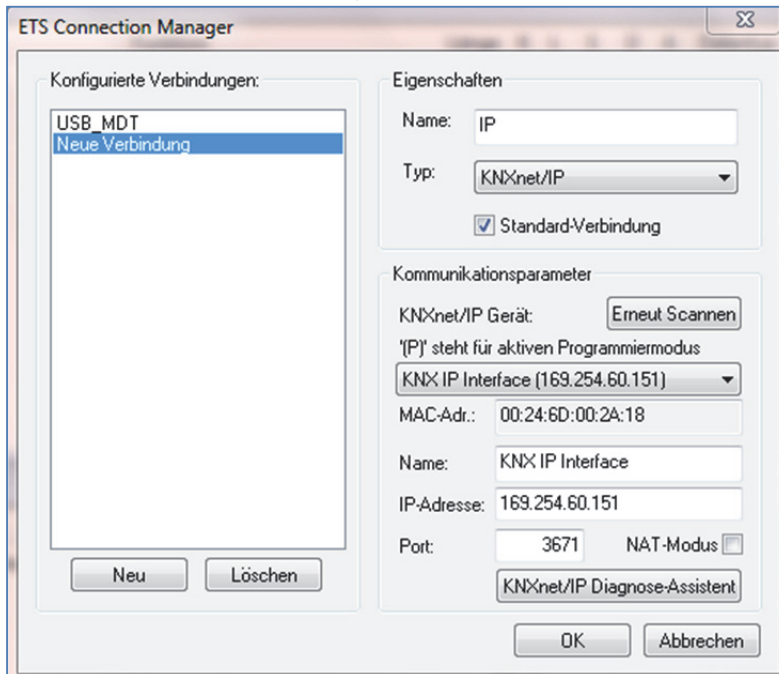 ETS Connection Manager
Konfigurierte Verbindungen:
USB_MDT
Neue Verbindung
Neu
Löschen
Eigenschaften
Name: IP
Typ: KNXnet/IP
Standard-Verbindung
Kommunikationsparameter
KNXnet/IP Gerät: Erneut Scannen
'(P)' steht für aktiven Programmiermodus
KNX IP Interface (169.254.60.151)
MAC-Adr.: 00:24:6D:00:2A:18
Name: KNX IP Interface
IP-Adresse: 169.254.60.151
Port: 3671 NAT-Modus
KNXnet/IP Diagnose-Assistent
OK
Abbrechen